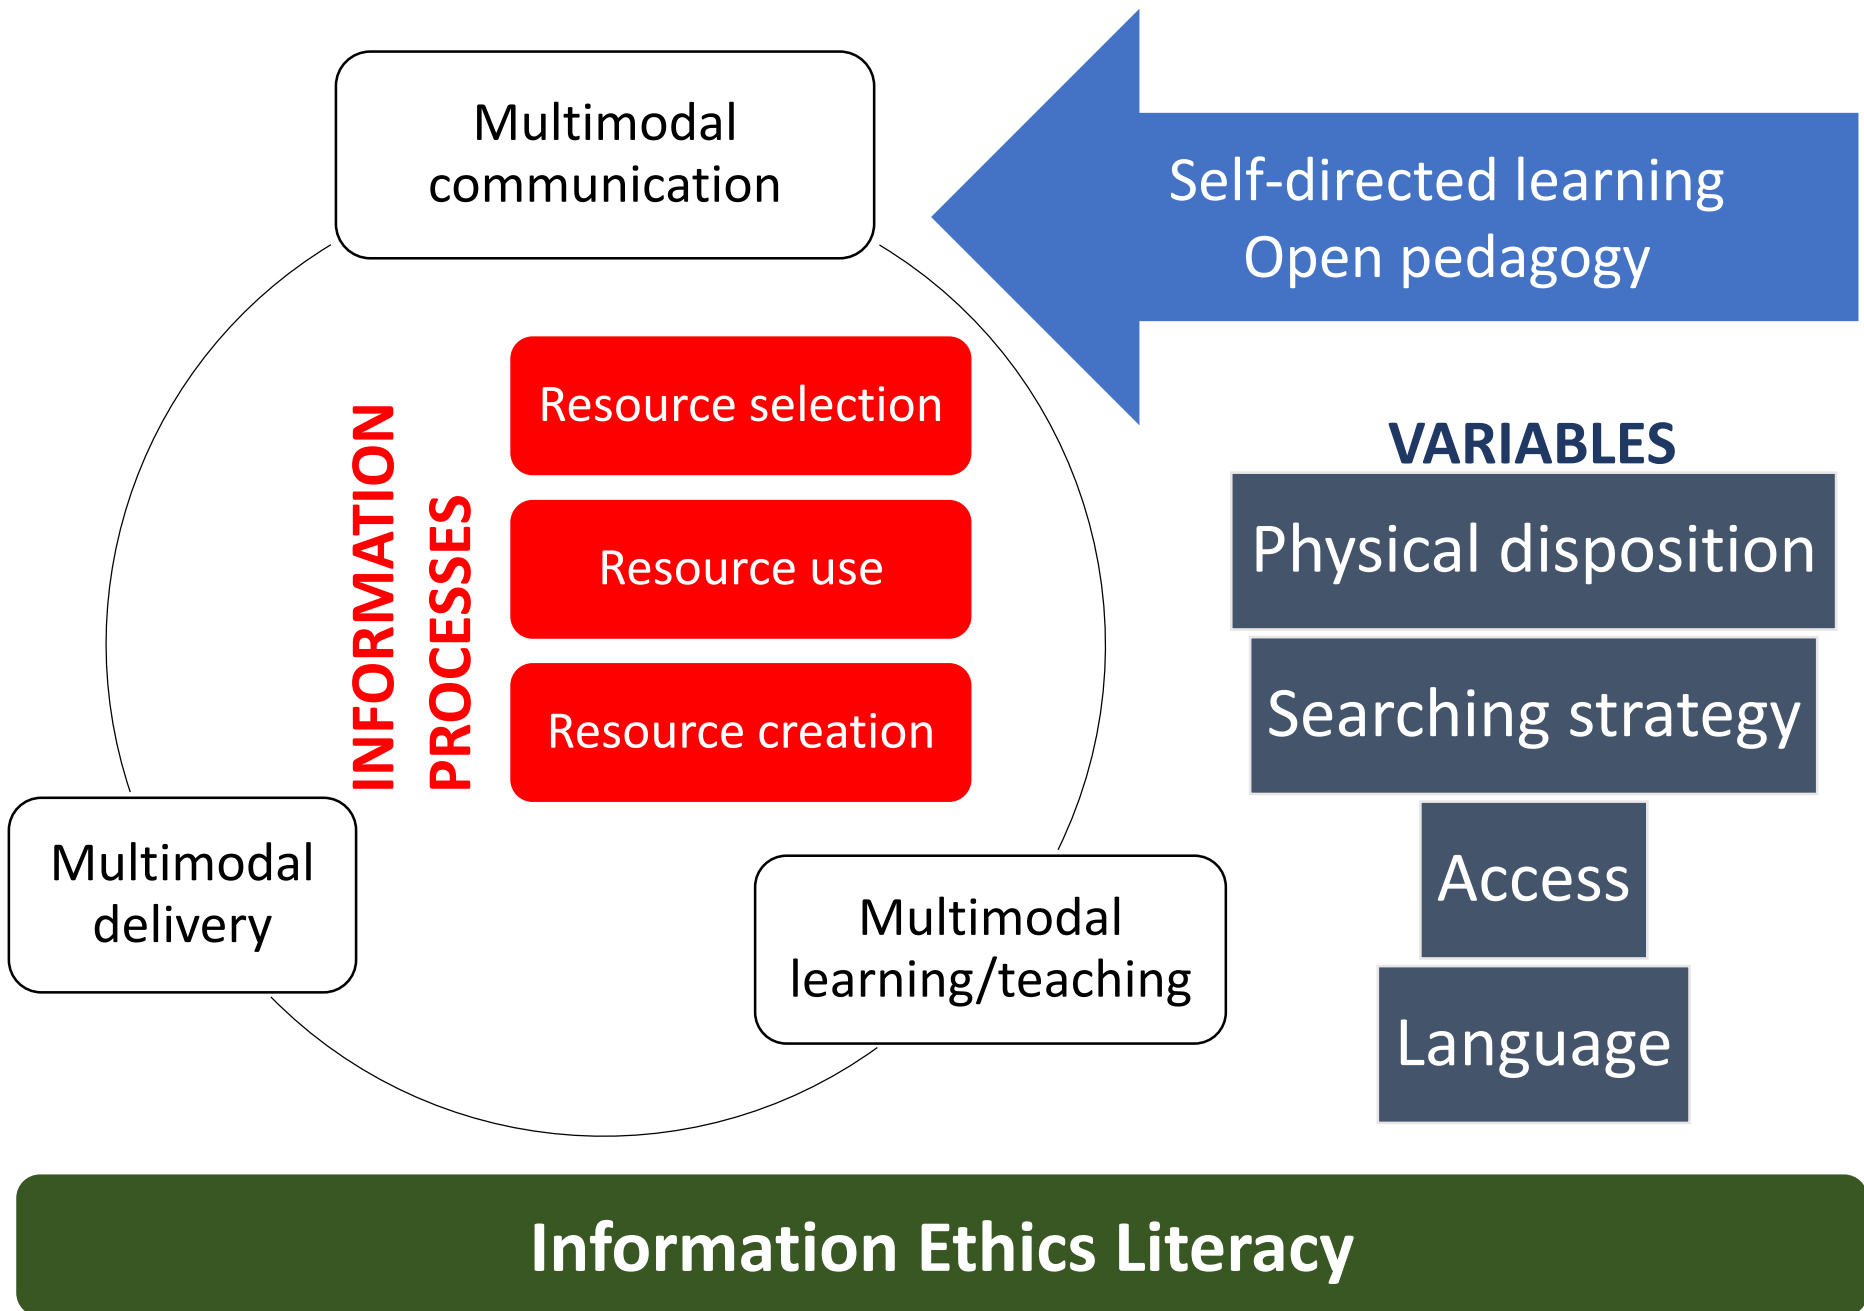 Multimodal
communication
Self-directed learning
Open pedagogy
INFORMATION
PROCESSES
Resource selection
Resource use
Resource creation
VARIABLES
Physical disposition
Searching strategy
Access
Language
Multimodal
delivery
Multimodal
learning/teaching
Information Ethics Literacy